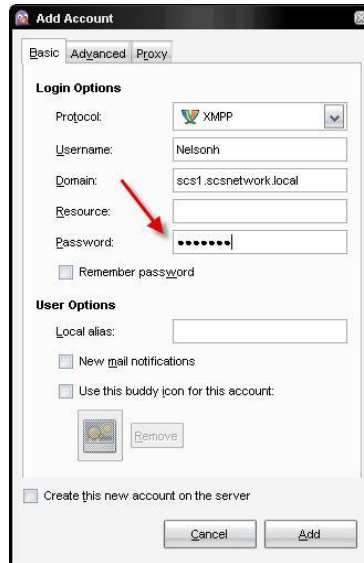 Add Account
Basic Advanced Proxy
Login Options
Protocol: XMPP
Username: Nelsonh
Domain: scs1.scsnetwork.local
Resource:
Password: •••••••
Remember password
User Options
Local alias:
New mail notifications
Use this buddy icon for this account:
Remove
Create this new account on the server
Cancel Add